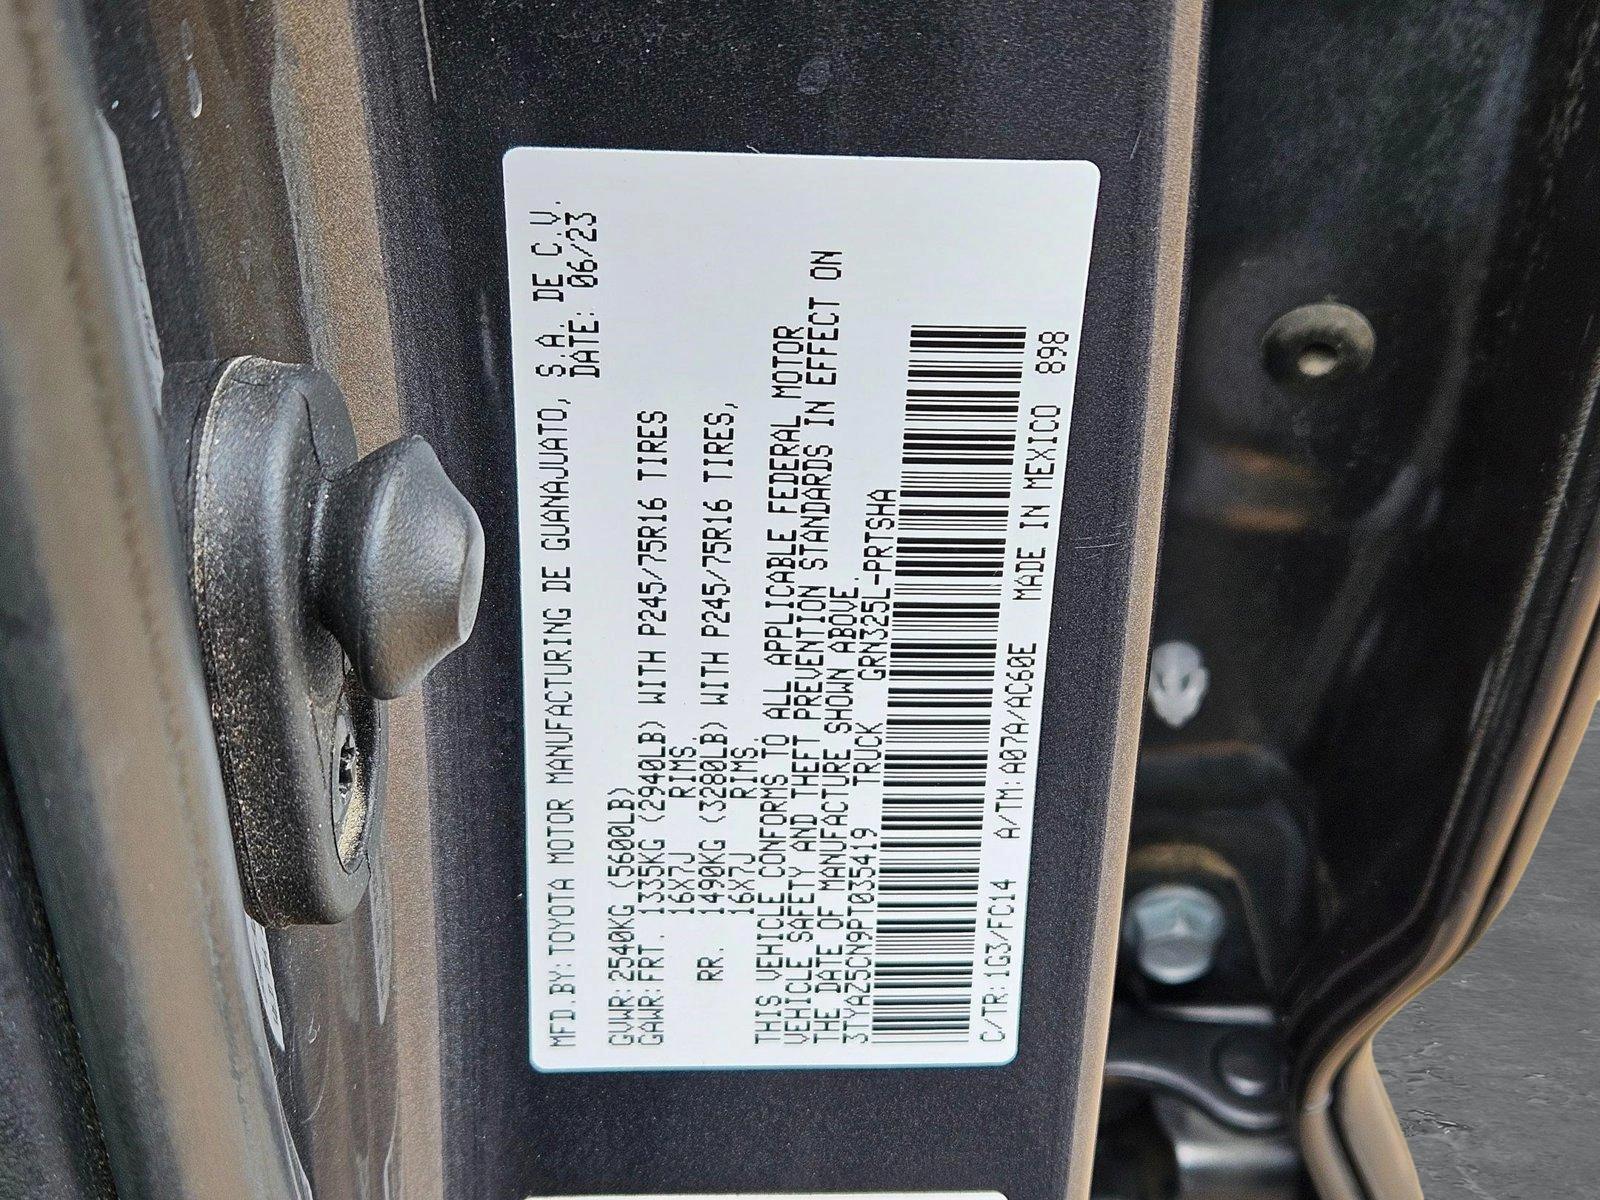 MFD.BY:TOYOTA MOTOR MANUFACTURING DE GUANAJUATO, S.A. DE C.V.
DATE: 06/23
GVWR:2540KG (5600LB)
GAWR:FRT. 1335KG (2940LB) WITH P245/75R16 TIRES
16X7J RIMS.
RR. 1490KG (3280LB) WITH P245/75R16 TIRES,
16X7J RIMS.
THIS VEHICLE CONFORMS TO ALL APPLICABLE FEDERAL MOTOR
VEHICLE SAFETY AND THEFT PREVENTION STANDARDS IN EFFECT ON
THE DATE OF MANUFACTURE SHOWN ABOVE.
3TYAZ5CN9PT035419 TRUCK GRN325L-PRTSHA
C/TR:1G3/FC14 A/TM:A07A/AC60E MADE IN MEXICO 898